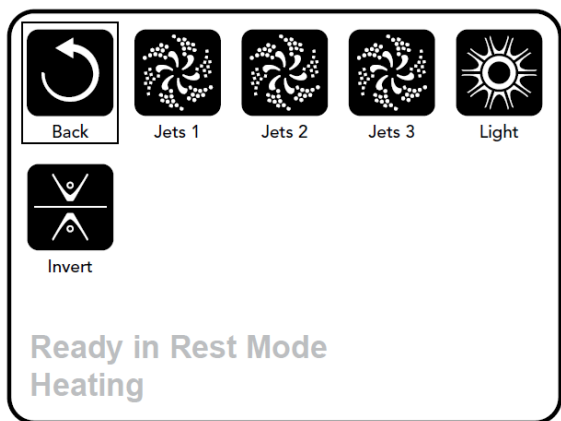 Back
Jets 1
Jets 2
Jets 3
Light
Invert
Ready in Rest Mode
Heating